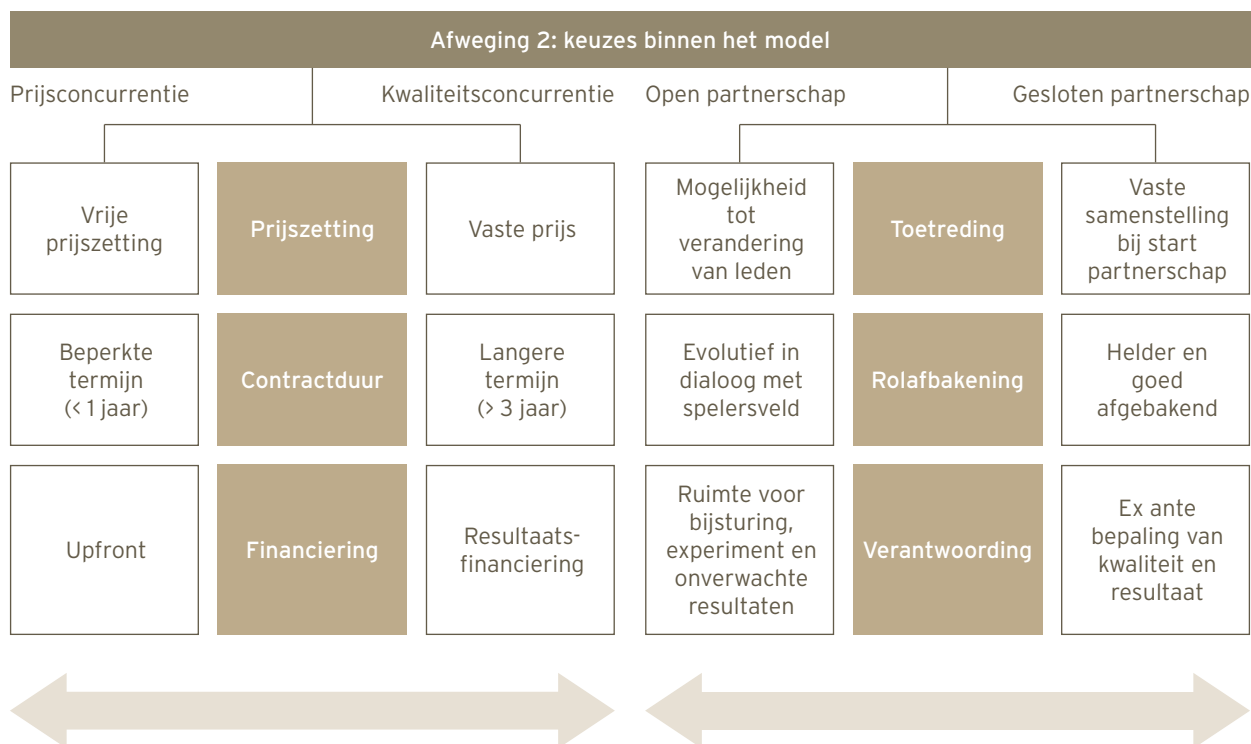 Afweging 2: keuzes binnen het model
Prijsconcurrentie
Kwaliteitsconcurrentie
Open partnerschap
Gesloten partnerschap
Vrije
prijszetting
Prijszetting
Vaste prijs
Mogelijkheid
tot
verandering
van leden
Toetreding
Vaste
samenstelling
bij start
partnerschap
Beperkte
termijn
(< 1 jaar)
Contractduur
Langere
termijn
(> 3 jaar)
Evolutief in
dialoog met
spelersveld
Rolafbakening
Helder en
goed
afgebakend
Upfront
Financiering
Resultaats-
financiering
Ruimte voor
bijsturing,
experiment en
onverwachte
resultaten
Verantwoording
Ex ante
bepaling van
kwaliteit en
resultaat